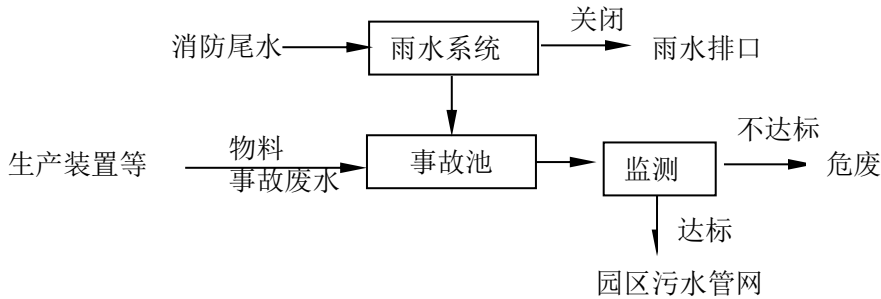 关闭
消防尾水
雨水系统
雨水排口
不达标
物料
生产装置等
事故池
监测
危废
事故废水
达标
园区污水管网